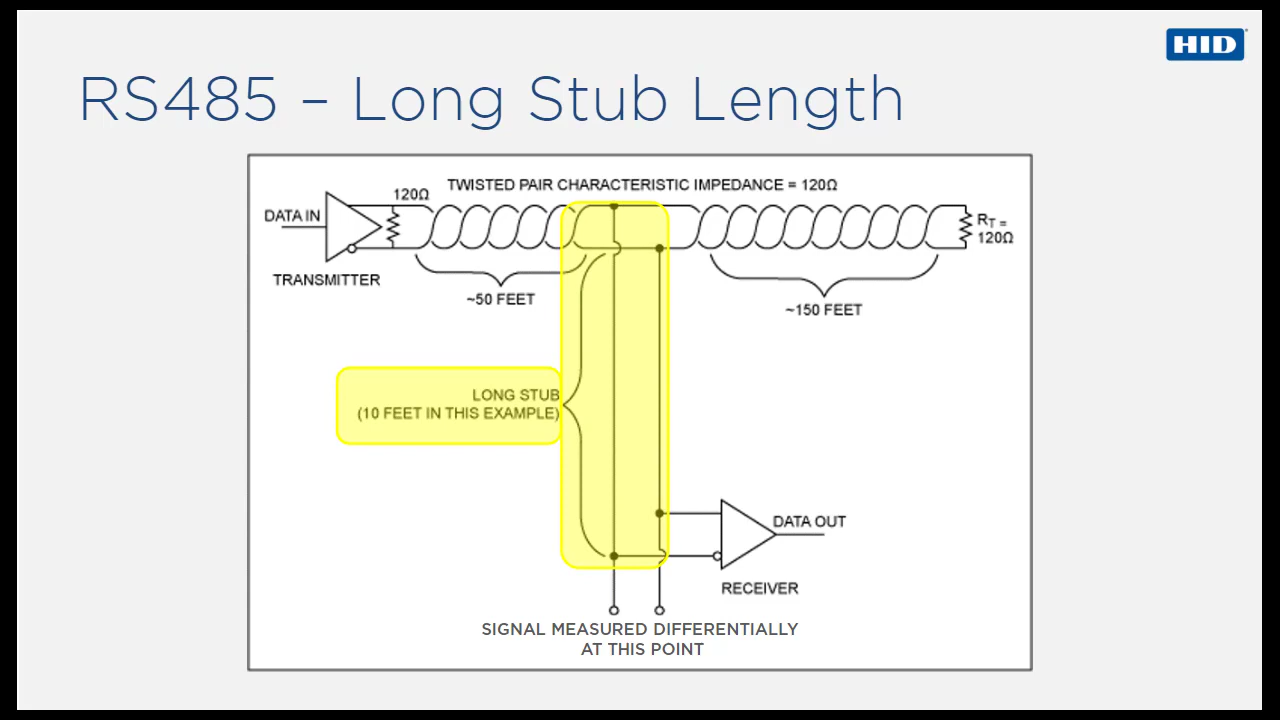 HID
RS485 – Long Stub Length
TWISTED PAIR CHARACTERISTIC IMPEDANCE = 120Ω
120Ω
DATA IN
TRANSMITTER
RT =
120Ω
~50 FEET
~150 FEET
LONG STUB
(10 FEET IN THIS EXAMPLE)
DATA OUT
RECEIVER
SIGNAL MEASURED DIFFERENTIALLY
AT THIS POINT